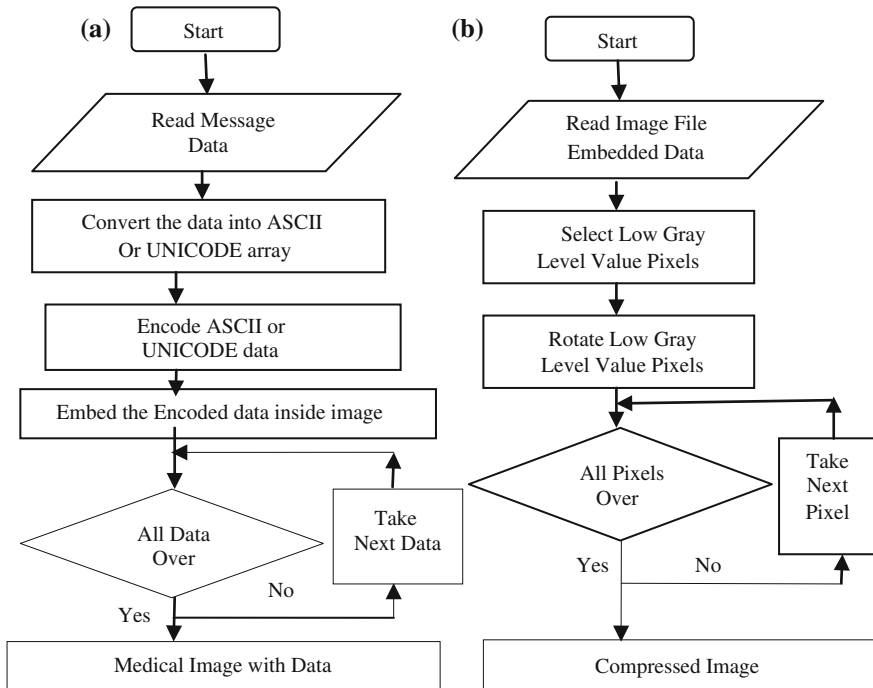 (a)
Start
Read Message
Data
Convert the data into ASCII
Or UNICODE array
Encode ASCII or
UNICODE data
Embed the Encoded data inside image
All Data
Over
Take
Next Data
No
Yes
Medical Image with Data
(b)
Start
Read Image File
Embedded Data
Select Low Gray
Level Value Pixels
Rotate Low Gray
Level Value Pixels
All Pixels
Over
Take
Next
Pixel
Yes
No
Compressed Image